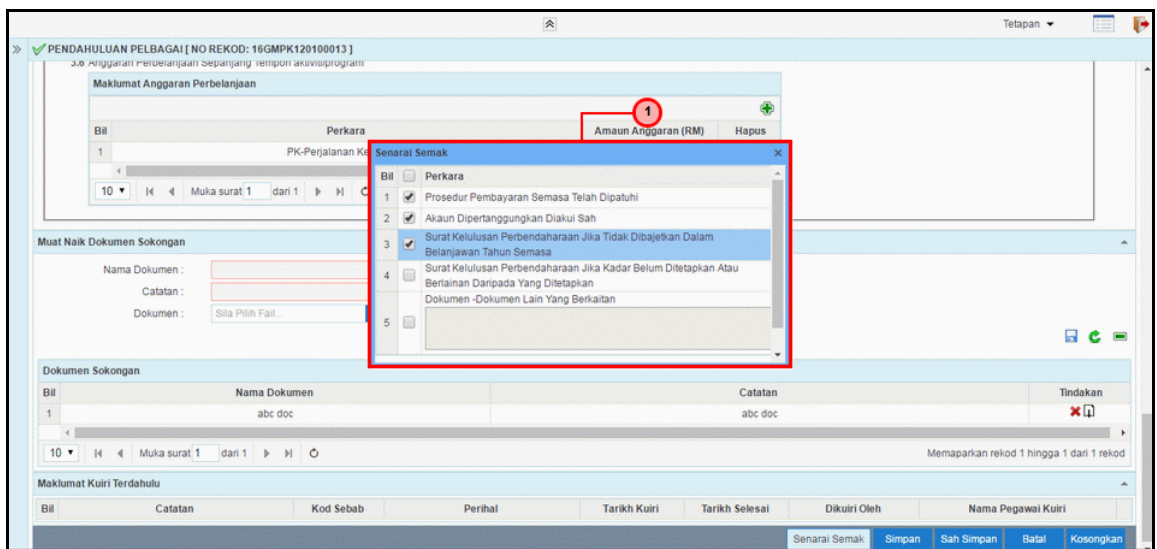 Tetapan
PENDAHULUAN PELBAGAI [ NO REKOD: 16GMPK120100013 ]
3.6 Anggaran Perbelanjaan Sepanjang Tempoh aktiviti/program
Maklumat Anggaran Perbelanjaan
1
Bil Perkara Amaun Anggaran (RM) Hapus
1 PK-Perjalanan Ke
10 Muka surat 1 dari 1
Senarai Semak
Bil Perkara
1 Prosedur Pembayaran Semasa Telah Dipatuhi
2 Akaun Dipertanggungkan Diakui Sah
3 Surat Kelulusan Perbendaharaan Jika Tidak Dibajetkan Dalam
Belanjawan Tahun Semasa
4 Surat Kelulusan Perbendaharaan Jika Kadar Belum Ditetapkan Atau
Berlainan Daripada Yang Ditetapkan
5 Dokumen -Dokumen Lain Yang Berkaitan
Muat Naik Dokumen Sokongan
Nama Dokumen :
Catatan :
Dokumen : Sila Pilih Fail...
Dokumen Sokongan
Bil Nama Dokumen Catatan Tindakan
1 abc doc abc doc
10 Muka surat 1 dari 1 Memaparkan rekod 1 hingga 1 dari 1 rekod
Maklumat Kuiri Terdahulu
Bil Catatan Kod Sebab Perihal Tarikh Kuiri Tarikh Selesai Dikuiri Oleh Nama Pegawai Kuiri
Senarai Semak Simpan Sah Simpan Batal Kosongkan